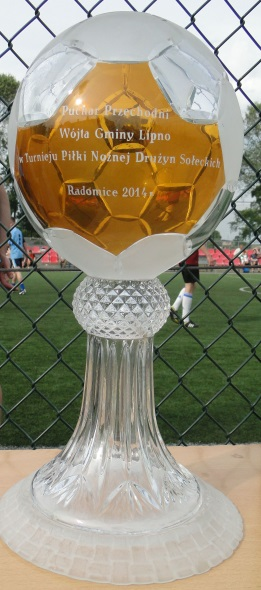 Puchar Przechodni
Wójta Gminy Lipno
w Turnieju Piłki Nożnej Drużyn Sołeckich
Radomice 2014 r